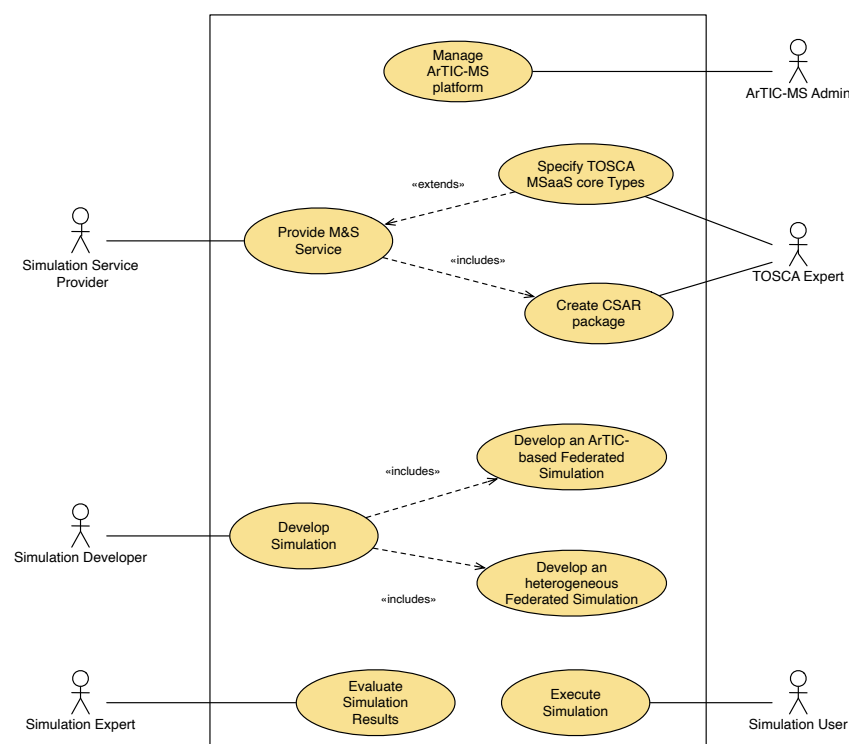 Manage
ArTIC-MS
platform
ArTIC-MS Admin
Specify TOSCA
MSaaS core Types
«extends»
Provide M&S
Service
Simulation Service
Provider
«includes»
TOSCA Expert
Create CSAR
package
Develop an ArTIC-
based Federated
Simulation
«includes»
Develop
Simulation
Simulation Developer
Develop an
heterogeneous
Federated Simulation
«includes»
Evaluate
Simulation
Results
Execute
Simulation
Simulation Expert
Simulation User